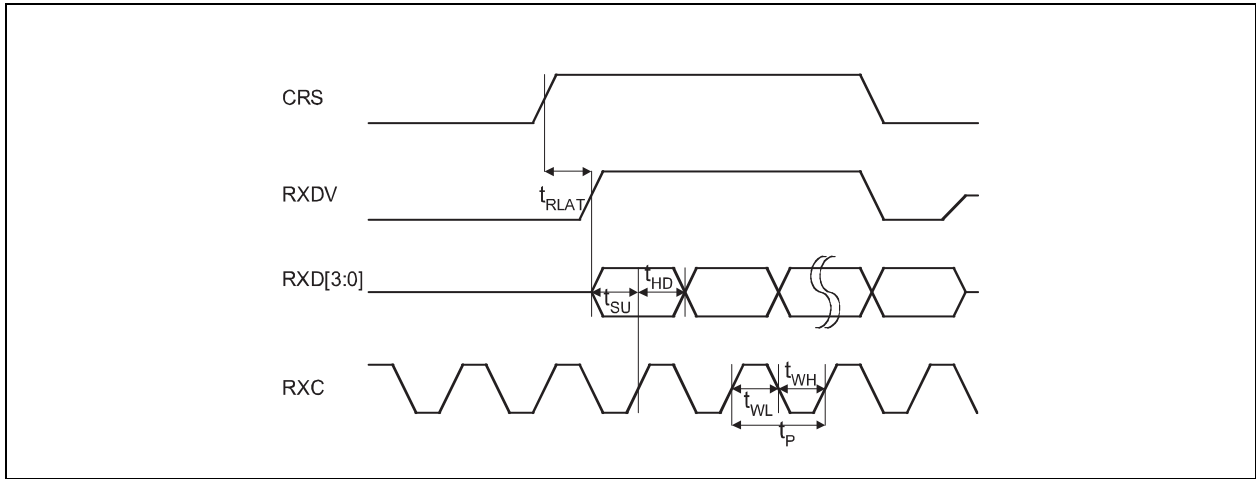 CRS
RXDV
tRLAT
RXD[3:0]
tSU
tHD
RXC
tWL
tWH
tP